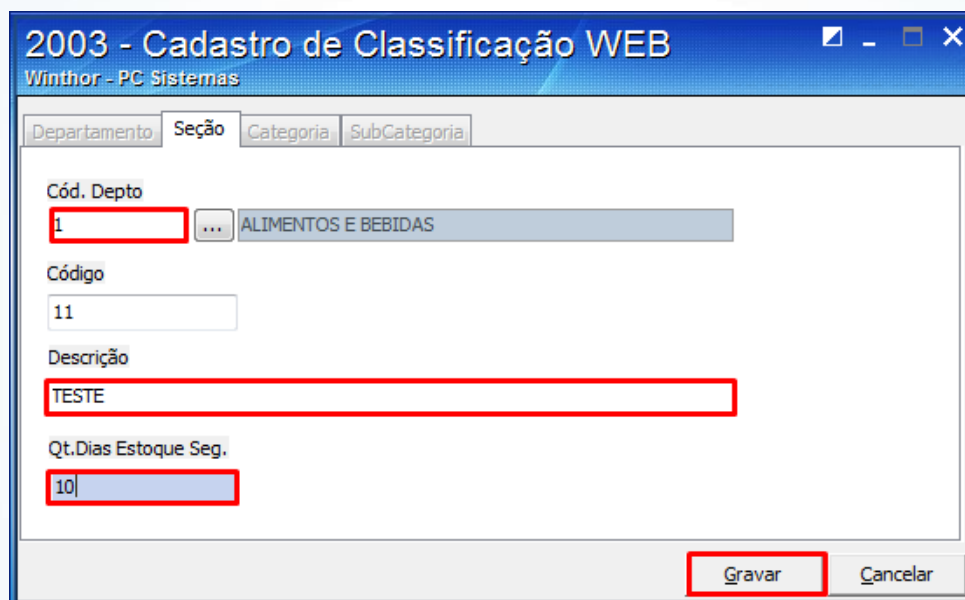 2003 - Cadastro de Classificação WEB
Winthor - PC Sistemas
Departamento Seção Categoria SubCategoria
Cód. Depto
1 ... ALIMENTOS E BEBIDAS
Código
11
Descrição
TESTE
Qt.Dias Estoque Seg.
10
Gravar Cancelar